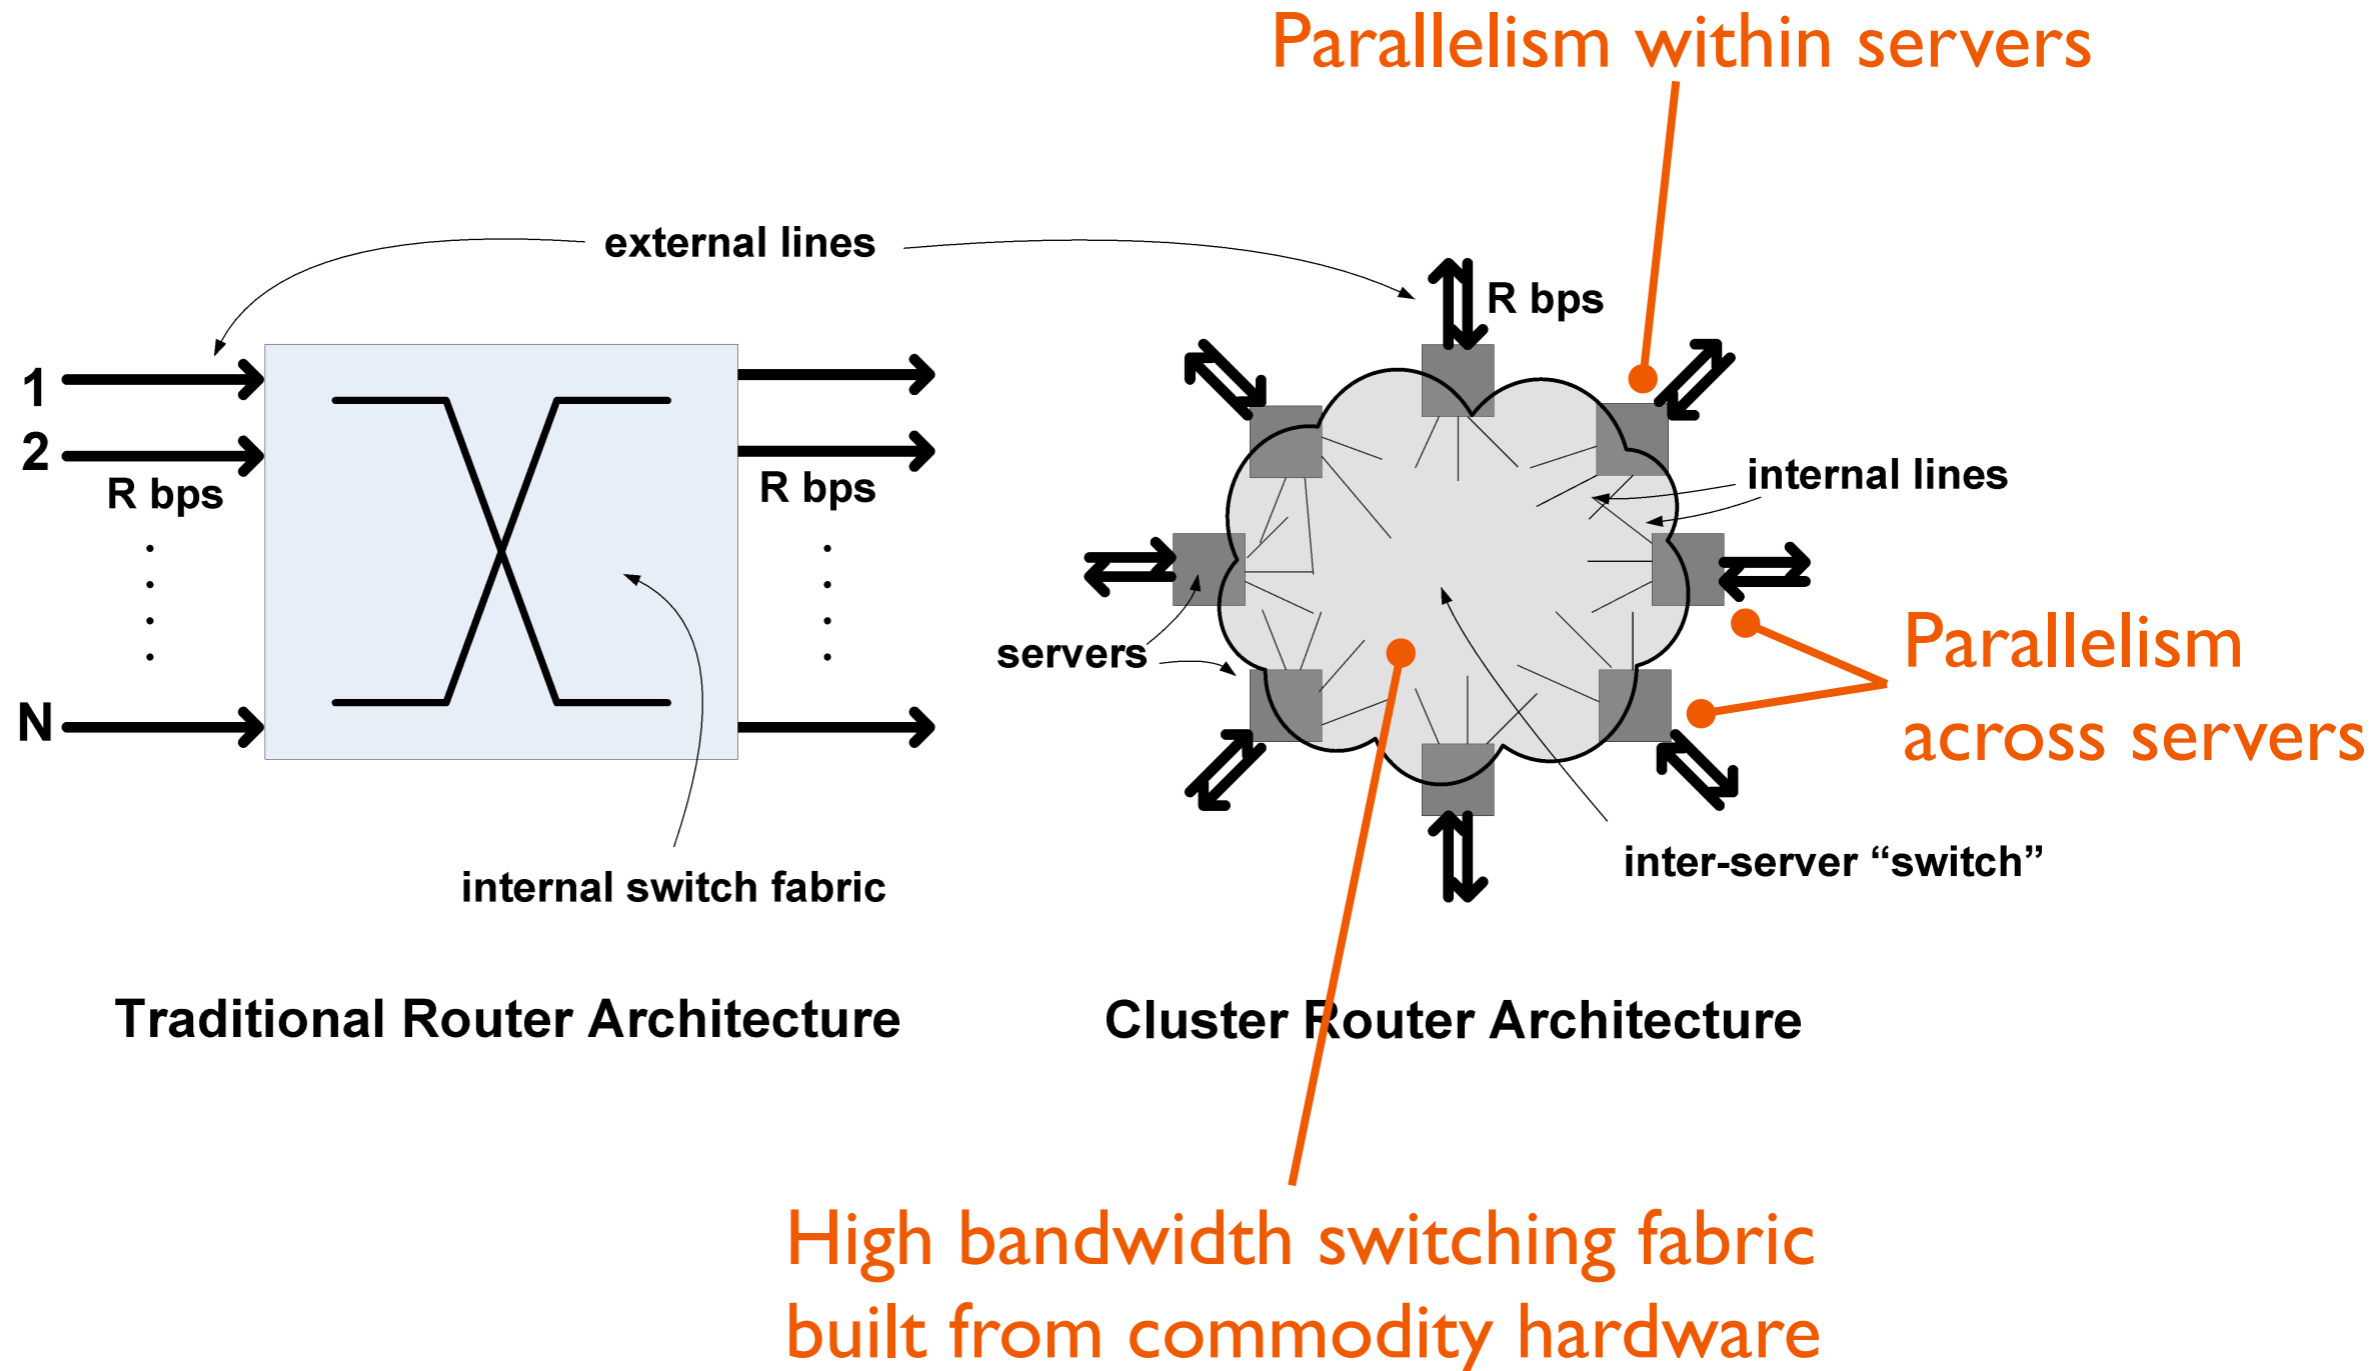 Parallelism within servers
external lines
R bps
1
2
R bps
R bps
internal lines
servers
Parallelism
across servers
N
inter-server “switch”
internal switch fabric
Traditional Router Architecture
Cluster Router Architecture
High bandwidth switching fabric
built from commodity hardware